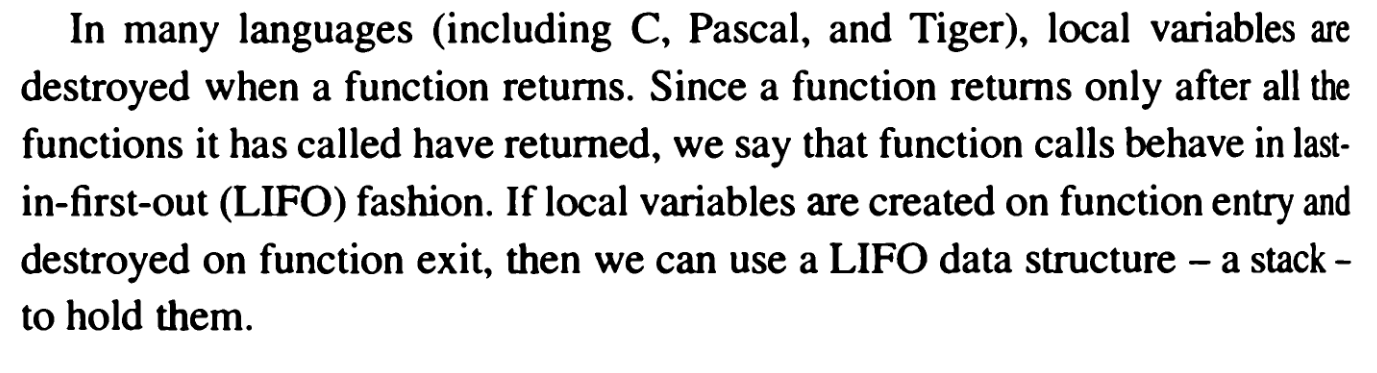 In many languages (including C, Pascal, and Tiger), local variables are
destroyed when a function returns. Since a function returns only after all the
functions it has called have returned, we say that function calls behave in last-
in-first-out (LIFO) fashion. If local variables are created on function entry and
destroyed on function exit, then we can use a LIFO data structure – a stack –
to hold them.